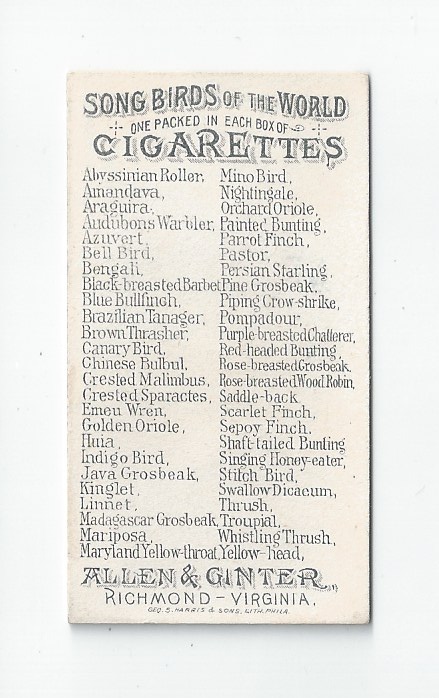 SONG BIRDS OF THE WORLD
ONE PACKED IN EACH BOX OF
CIGARETTES
Abyssinian Roller,
Amandava,
Araguira,
Audubons Warbler,
Azuvert,
Bell Bird,
Bengali,
Black-breasted Barbet
Blue Bullfinch,
Brazilian Tanager,
Brown Thrasher,
Canary Bird,
Chinese Bulbul,
Crested Malimbus,
Crested Sparactes,
Emeu Wren,
Golden Oriole,
Huia,
Indigo Bird,
Java Grosbeak,
Kinglet,
Linnet,
Madagascar Grosbeak,
Mariposa,
Maryland Yellow-throat,
Mino Bird,
Nightingale,
Orchard Oriole,
Painted Bunting,
Parrot Finch,
Pastor,
Persian Starling,
Pine Grosbeak,
Piping Crow-shrike,
Pompadour,
Purple-breasted Chatterer,
Red-headed Bunting,
Rose-breasted Grosbeak.
Rose-breasted Wood Robin,
Saddle-back
Scarlet Finch,
Sepoy Finch.
Shaft-tailed Bunting
Singing Honey-eater,
Stitch Bird,
Swallow Dicaeum,
Thrush,
Troupial,
Whistling Thrush,
Yellow-head,
ALLEN & GINTER
RICHMOND-VIRGINIA,
GEO. S. HARRIS & SONS, LITH. PHILA.